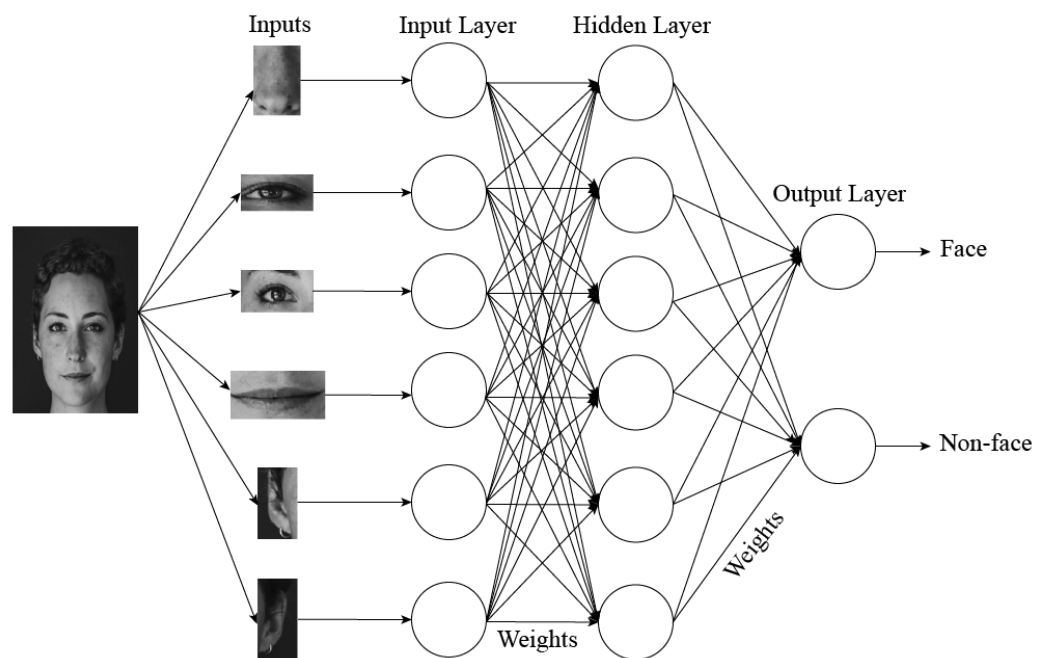 Inputs
Input Layer
Hidden Layer
Output Layer
Face
Non-face
Weights
Weights